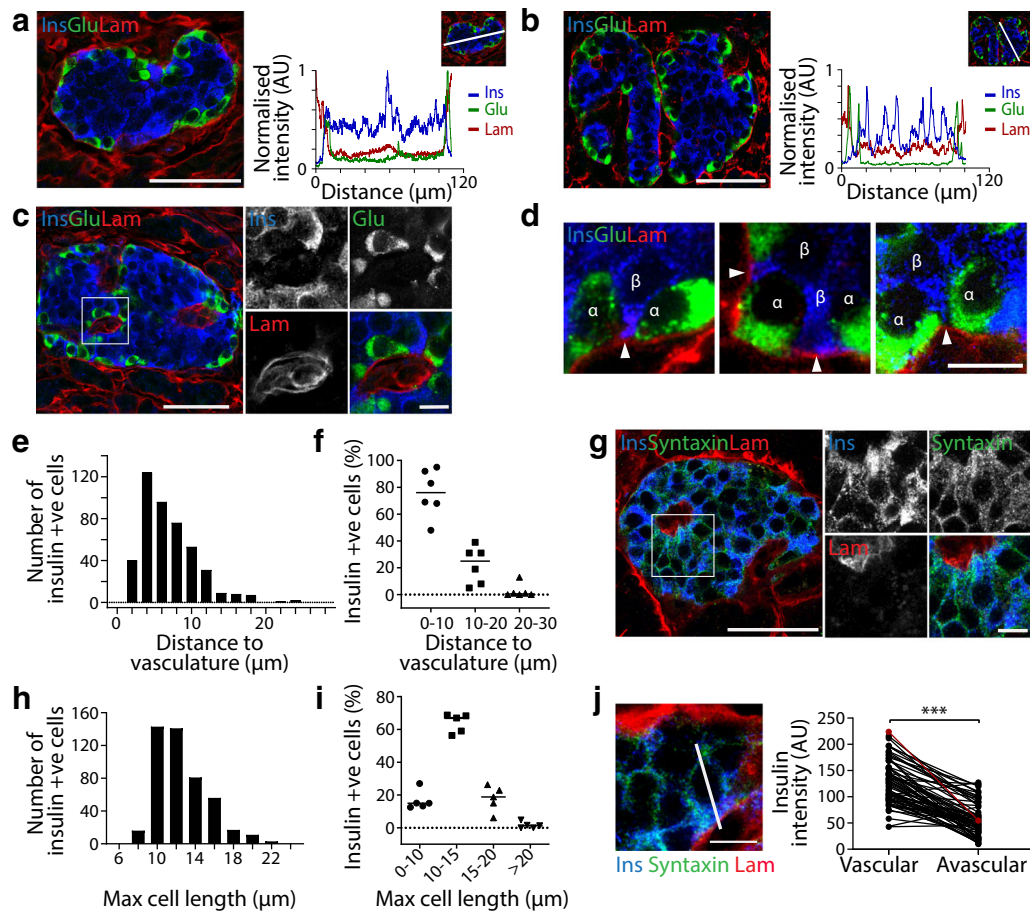 a
InsGluLam
Normalised intensity (AU)
1
0
0
120
Distance (µm)
Ins
Glu
Lam
b
InsGluLam
Normalised intensity (AU)
1
0
0
120
Distance (µm)
Ins
Glu
Lam
c
InsGluLam
Ins
Glu
Lam
d
InsGluLam
β
α
α
β
α
β
α
β
α
α
e
Number of insulin +ve cells
120
80
40
0
0
10
20
Distance to vasculature (µm)
f
Insulin +ve cells (%)
100
80
60
40
20
0
0-10
10-20
20-30
Distance to vasculature (µm)
g
InsSyntaxinLam
Ins
Syntaxin
Lam
h
Number of insulin +ve cells
160
120
80
40
0
6
10
14
18
22
Max cell length (µm)
i
Insulin +ve cells (%)
80
60
40
20
0
0-10
10-15
15-20
>20
Max cell length (µm)
j
Ins Syntaxin Lam
Insulin intensity (AU)
250
200
150
100
50
0
***
Vascular
Avascular